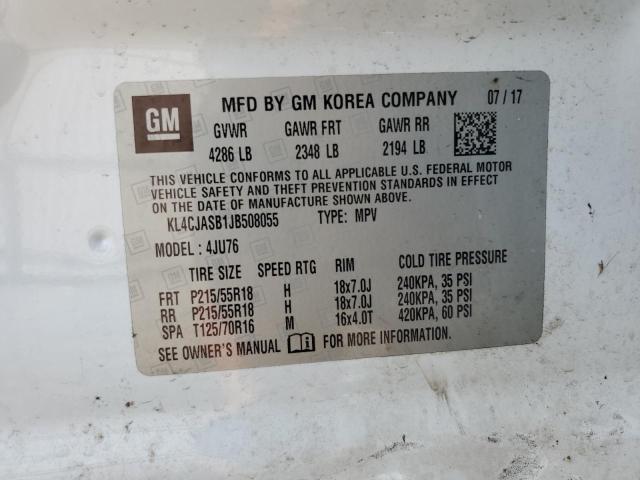 GM MFD BY GM KOREA COMPANY 07 / 17
GVWR GAWR FRT GAWR RR
4286 LB 2348 LB 2194 LB
THIS VEHICLE CONFORMS TO ALL APPLICABLE U.S. FEDERAL MOTOR
VEHICLE SAFETY AND THEFT PREVENTION STANDARDS IN EFFECT
ON THE DATE OF MANUFACTURE SHOWN ABOVE.
KL4CJASB1JB508055 TYPE: MPV
MODEL : 4JU76
TIRE SIZE SPEED RTG RIM COLD TIRE PRESSURE
FRT P215/55R18 H 18x7.0J 240KPA, 35 PSI
RR P215/55R18 H 18x7.0J 240KPA, 35 PSI
SPA T125/70R16 M 16x4.0T 420KPA, 60 PSI
SEE OWNER'S MANUAL FOR MORE INFORMATION.